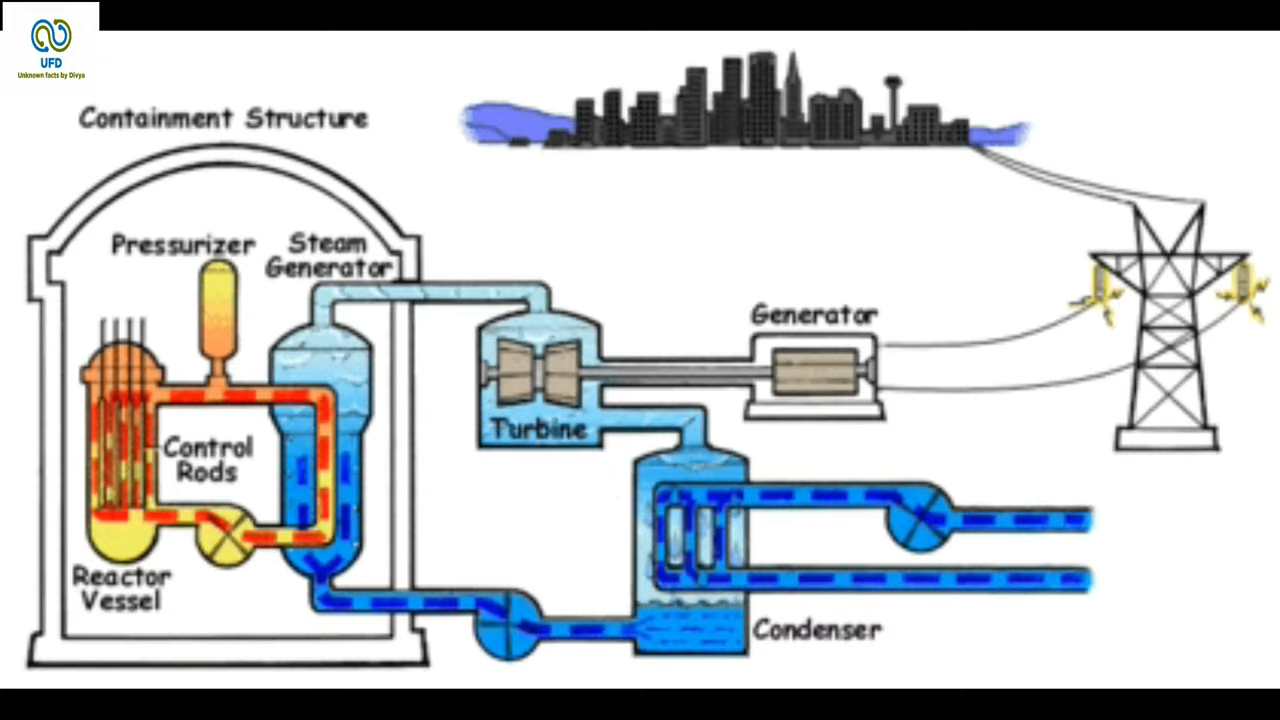 UFD
Unknown facts by Divya
Containment Structure
Pressurizer
Steam
Generator
Generator
Control
Rods
Turbine
Reactor
Vessel
Condenser